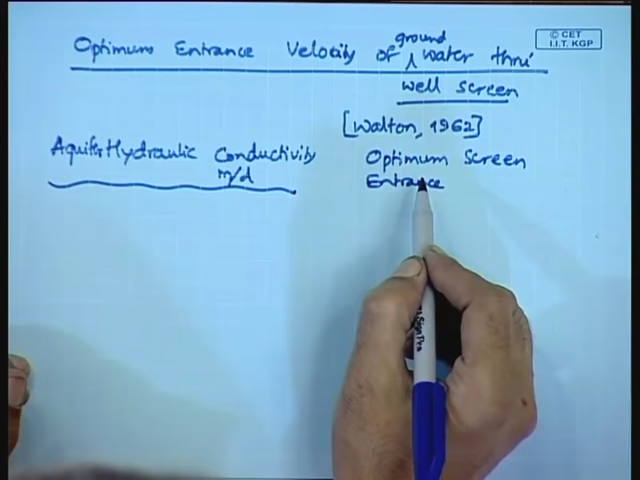 © CET
I.I.T. KGP
Optimum Entrance Velocity of ground water thru
well screen
[Walton, 1962]
Aquifer Hydraulic Conductivity
m/d
Optimum Screen
Entrance